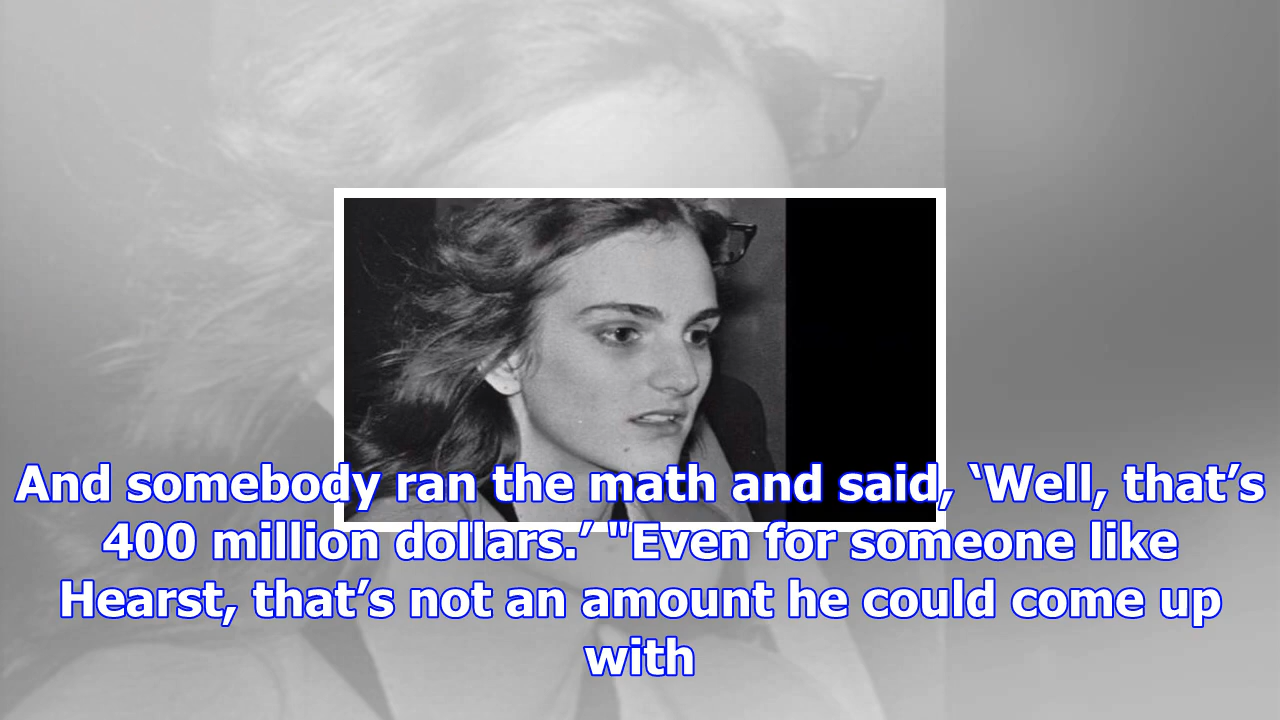 And somebody ran the math and said, ‘Well, that’s
400 million dollars.’ "Even for someone like
Hearst, that’s not an amount he could come up
with